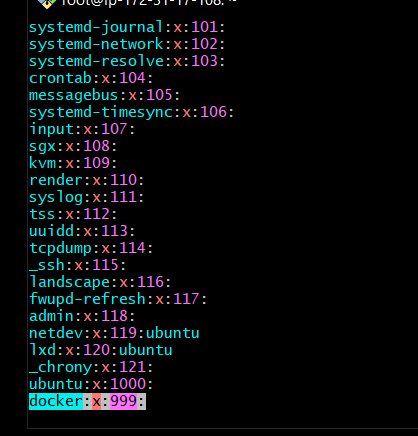 root@ip-172-31-17-108: ~
systemd-journal:x:101:
systemd-network:x:102:
systemd-resolve:x:103:
crontab:x:104:
messagebus:x:105:
systemd-timesync:x:106:
input:x:107:
sgx:x:108:
kvm:x:109:
render:x:110:
syslog:x:111:
tss:x:112:
uuidd:x:113:
tcpdump:x:114:
_ssh:x:115:
landscape:x:116:
fwupd-refresh:x:117:
admin:x:118:
netdev:x:119:ubuntu
lxd:x:120:ubuntu
_chrony:x:121:
ubuntu:x:1000:
docker:x:999: